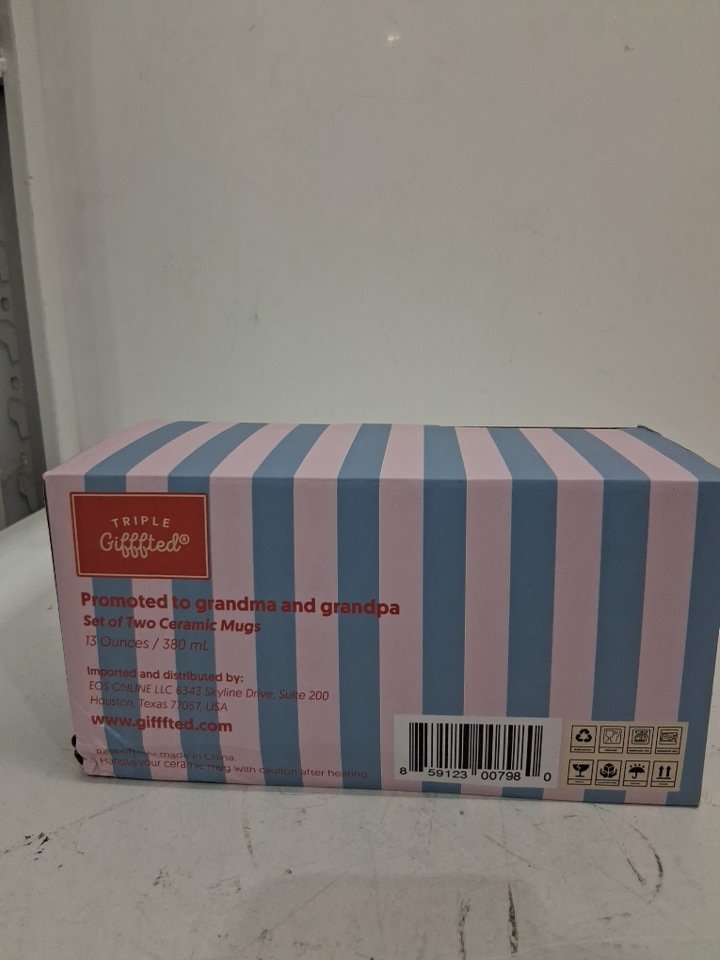 TRIPLE
Gifffted®
Promoted to grandma and grandpa
Set of Two Ceramic Mugs
13 Ounces / 380 mL
Imported and distributed by:
EOS ONLINE LLC 6343 Skyline Drive, Suite 200
Houston, Texas 77057, USA
www.gifffted.com
made in China.
Handle your ceramic mug with caution after heating
8 59123 00798 0